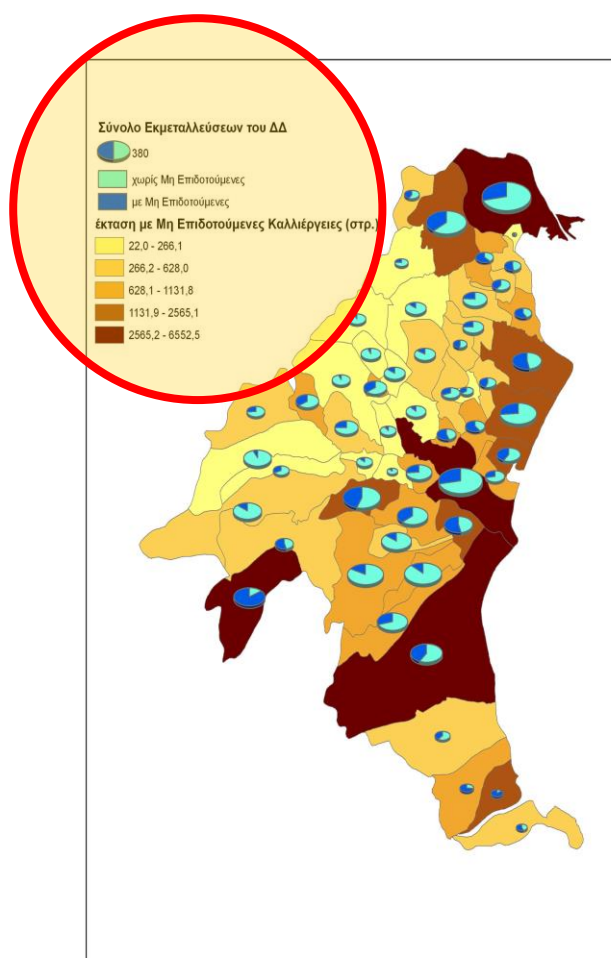 Σύνολο Εκμεταλλεύσεων του ΔΔ
380
χωρίς Μη Επιδοτούμενες
με Μη Επιδοτούμενες
έκταση με Μη Επιδοτούμενες Καλλιέργειες (στρ.)
22,0 - 266,1
266,2 - 628,0
628,1 - 1131,8
1131,9 - 2565,1
2565,2 - 6552,5